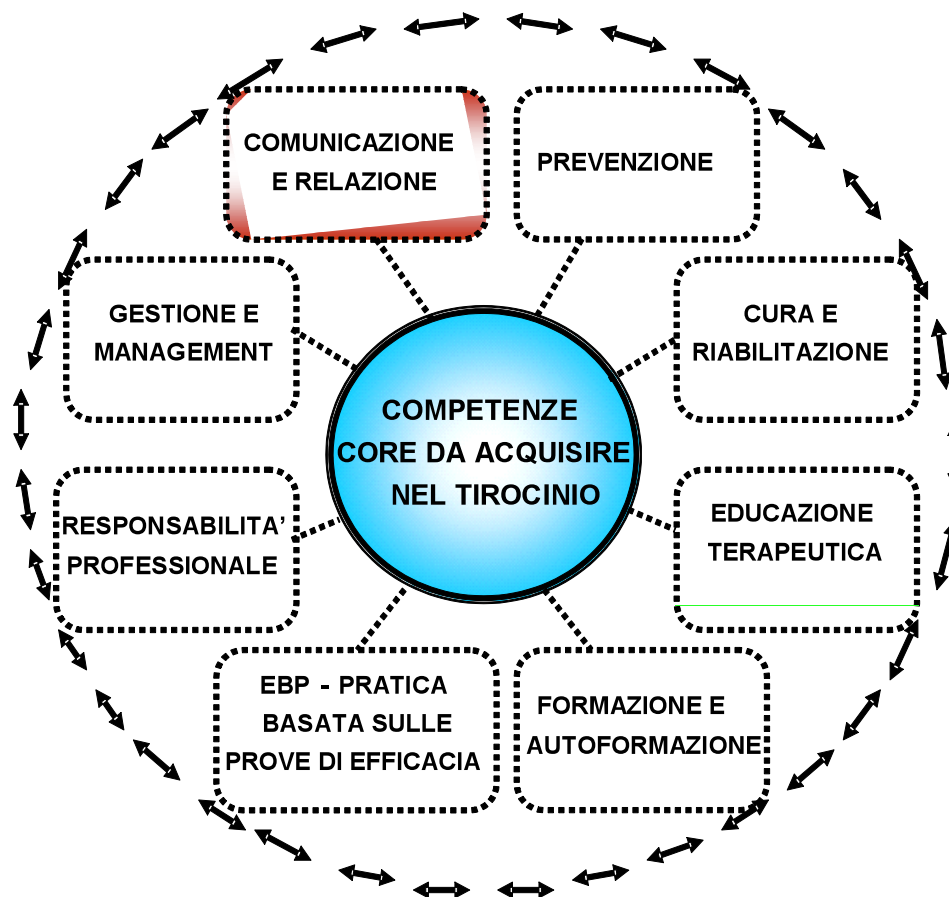 COMUNICAZIONE
E RELAZIONE
PREVENZIONE
GESTIONE E
MANAGEMENT
CURA E
RIABILITAZIONE
COMPETENZE
CORE DA ACQUISIRE
NEL TIROCINIO
RESPONSABILITA’
PROFESSIONALE
EDUCAZIONE
TERAPEUTICA
EBP - PRATICA
BASATA SULLE
PROVE DI EFFICACIA
FORMAZIONE E
AUTOFORMAZIONE